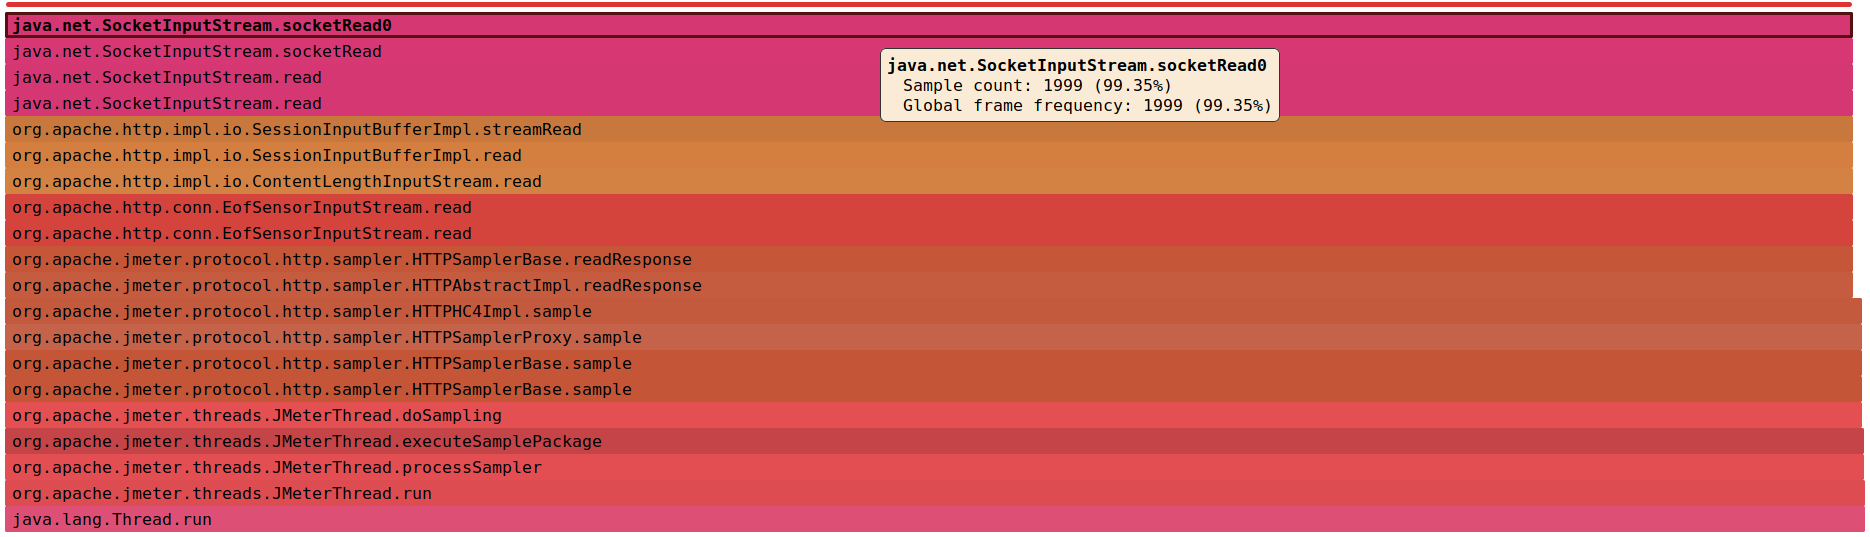 java.net.SocketInputStream.socketRead0
java.net.SocketInputStream.socketRead
java.net.SocketInputStream.read
java.net.SocketInputStream.read
java.net.SocketInputStream.socketRead0
Sample count: 1999 (99.35%)
Global frame frequency: 1999 (99.35%)
org.apache.http.impl.io.SessionInputBufferImpl.streamRead
org.apache.http.impl.io.SessionInputBufferImpl.read
org.apache.http.impl.io.ContentLengthInputStream.read
org.apache.http.conn.EofSensorInputStream.read
org.apache.http.conn.EofSensorInputStream.read
org.apache.jmeter.protocol.http.sampler.HTTPSamplerBase.readResponse
org.apache.jmeter.protocol.http.sampler.HTTPAbstractImpl.readResponse
org.apache.jmeter.protocol.http.sampler.HTTPHC4Impl.sample
org.apache.jmeter.protocol.http.sampler.HTTPSamplerProxy.sample
org.apache.jmeter.protocol.http.sampler.HTTPSamplerBase.sample
org.apache.jmeter.protocol.http.sampler.HTTPSamplerBase.sample
org.apache.jmeter.threads.JMeterThread.doSampling
org.apache.jmeter.threads.JMeterThread.executeSamplePackage
org.apache.jmeter.threads.JMeterThread.processSampler
org.apache.jmeter.threads.JMeterThread.run
java.lang.Thread.run